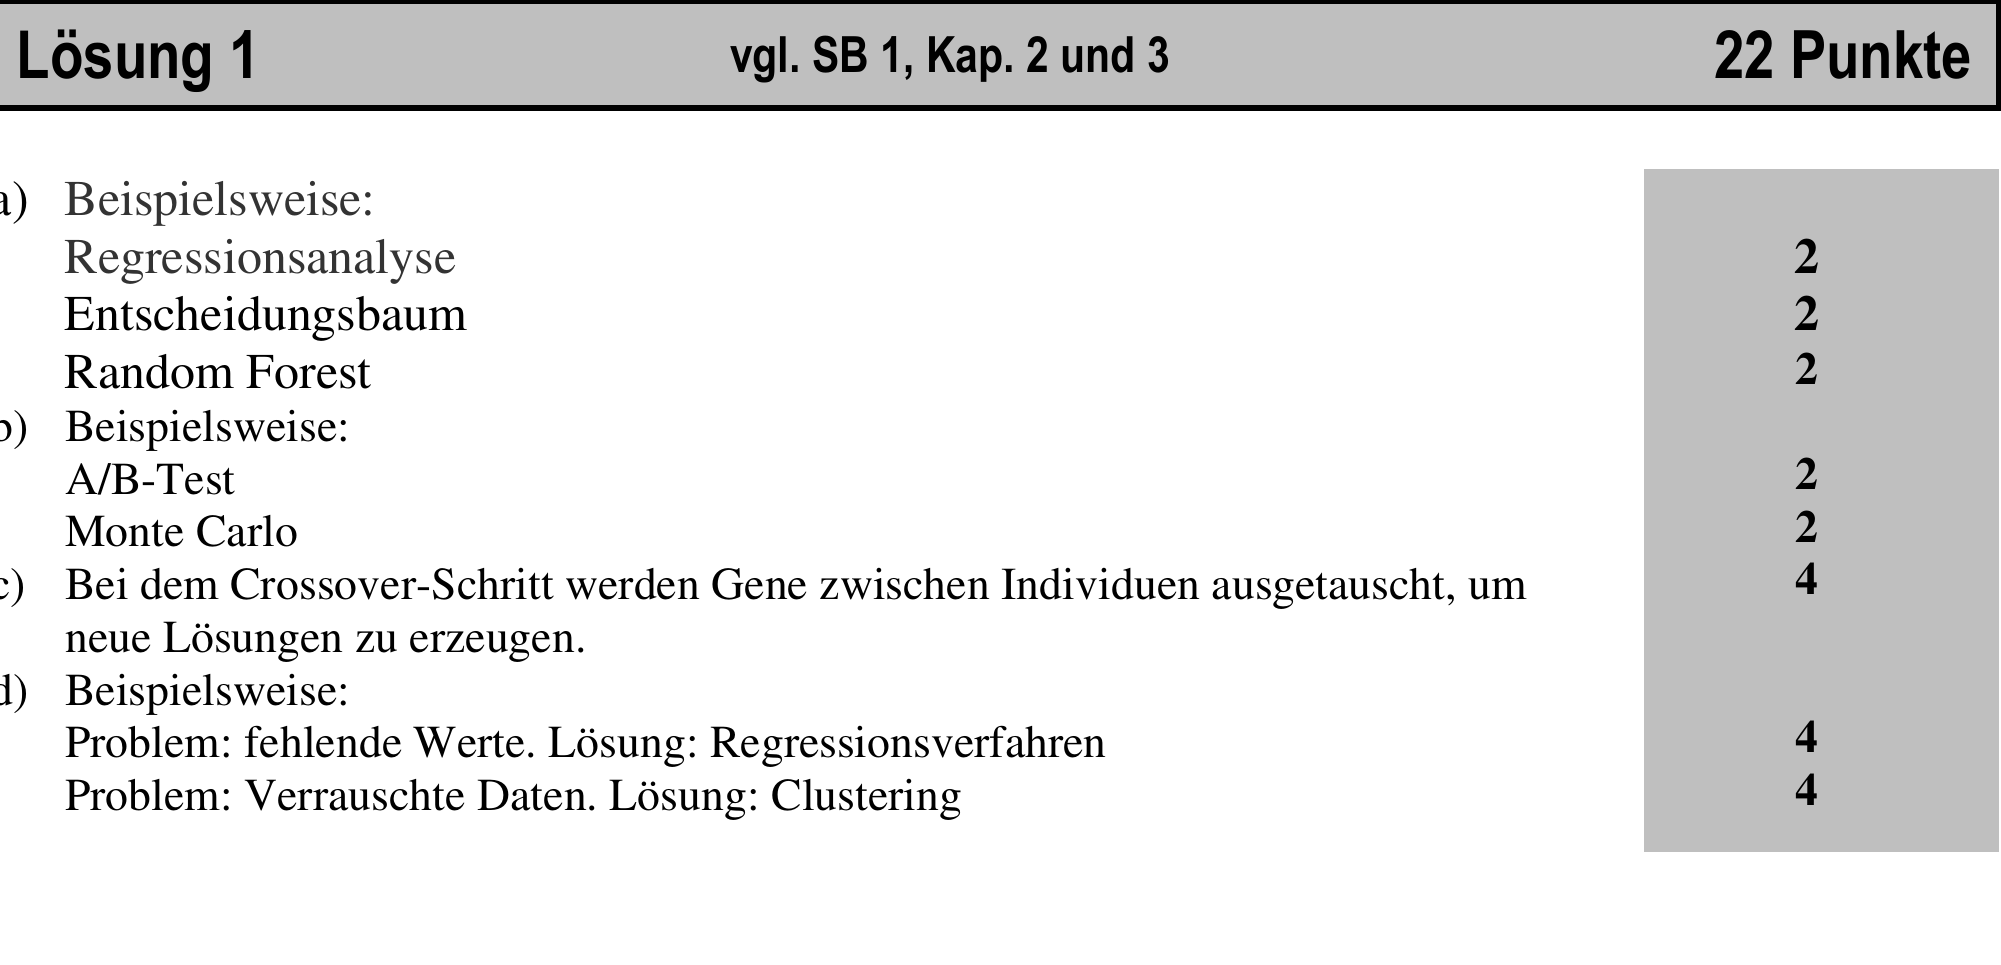 Lösung 1 vgl. SB 1, Kap. 2 und 3 22 Punkte
a) Beispielsweise:
Regressionsanalyse 2
Entscheidungsbaum 2
Random Forest 2
b) Beispielsweise:
A/B-Test 2
Monte Carlo 2
c) Bei dem Crossover-Schritt werden Gene zwischen Individuen ausgetauscht, um 4
neue Lösungen zu erzeugen.
d) Beispielsweise:
Problem: fehlende Werte. Lösung: Regressionsverfahren 4
Problem: Verrauschte Daten. Lösung: Clustering 4